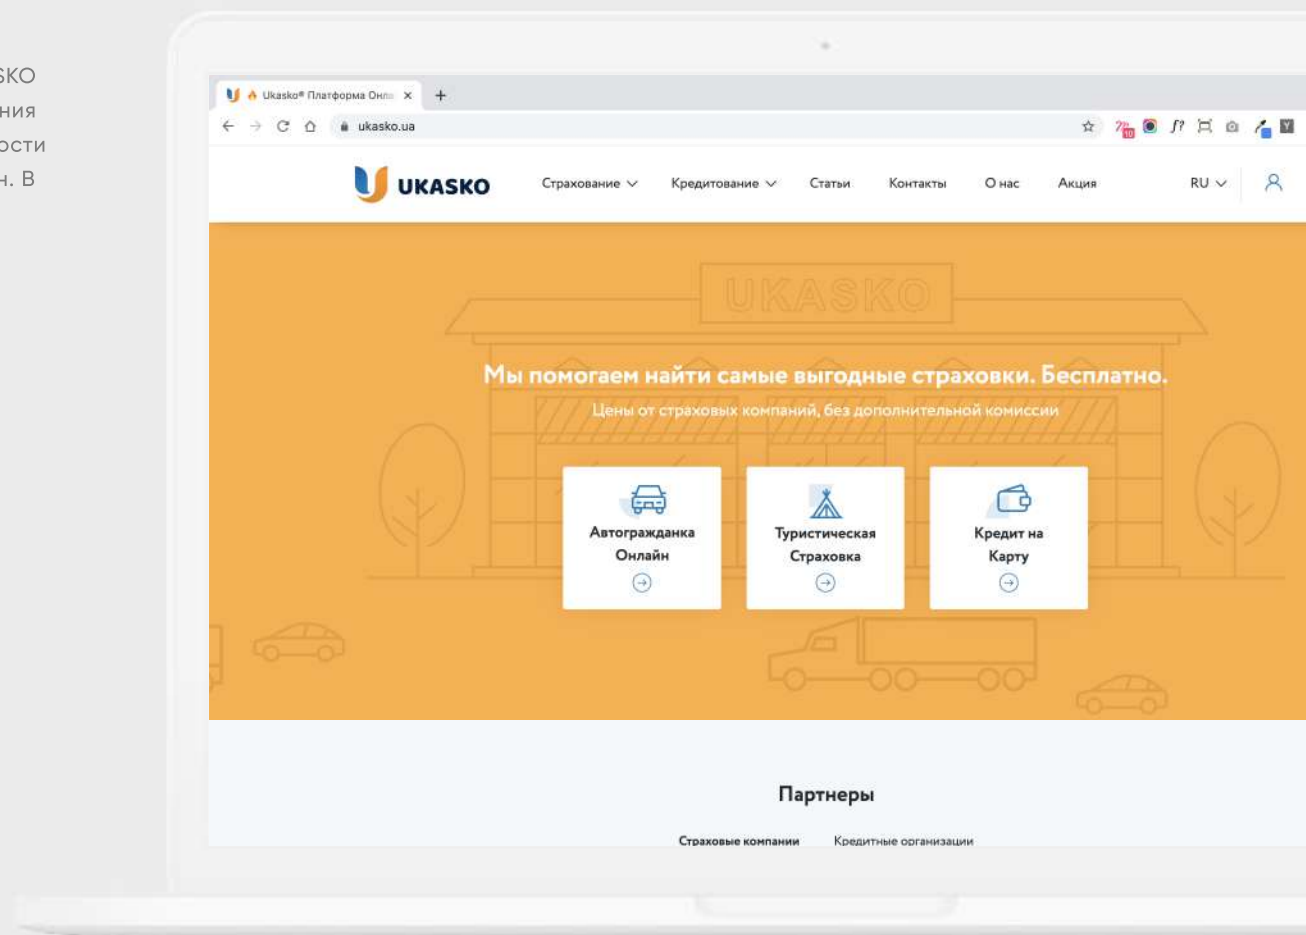 SKO
ния
ости
н. В
Ukasko® Платформа Онл
ukasko.ua
10
f?
Y
UKASKO
Страхование
Кредитование
Статьи
Контакты
О нас
Акция
RU
UKASKO
Мы помогаем найти самые выгодные страховки. Бесплатно.
Цены от страховых компаний, без дополнительной комиссии
Автогражданка
Онлайн
Туристическая
Страховка
Кредит на
Карту
Партнеры
Страховые компании
Кредитные организации